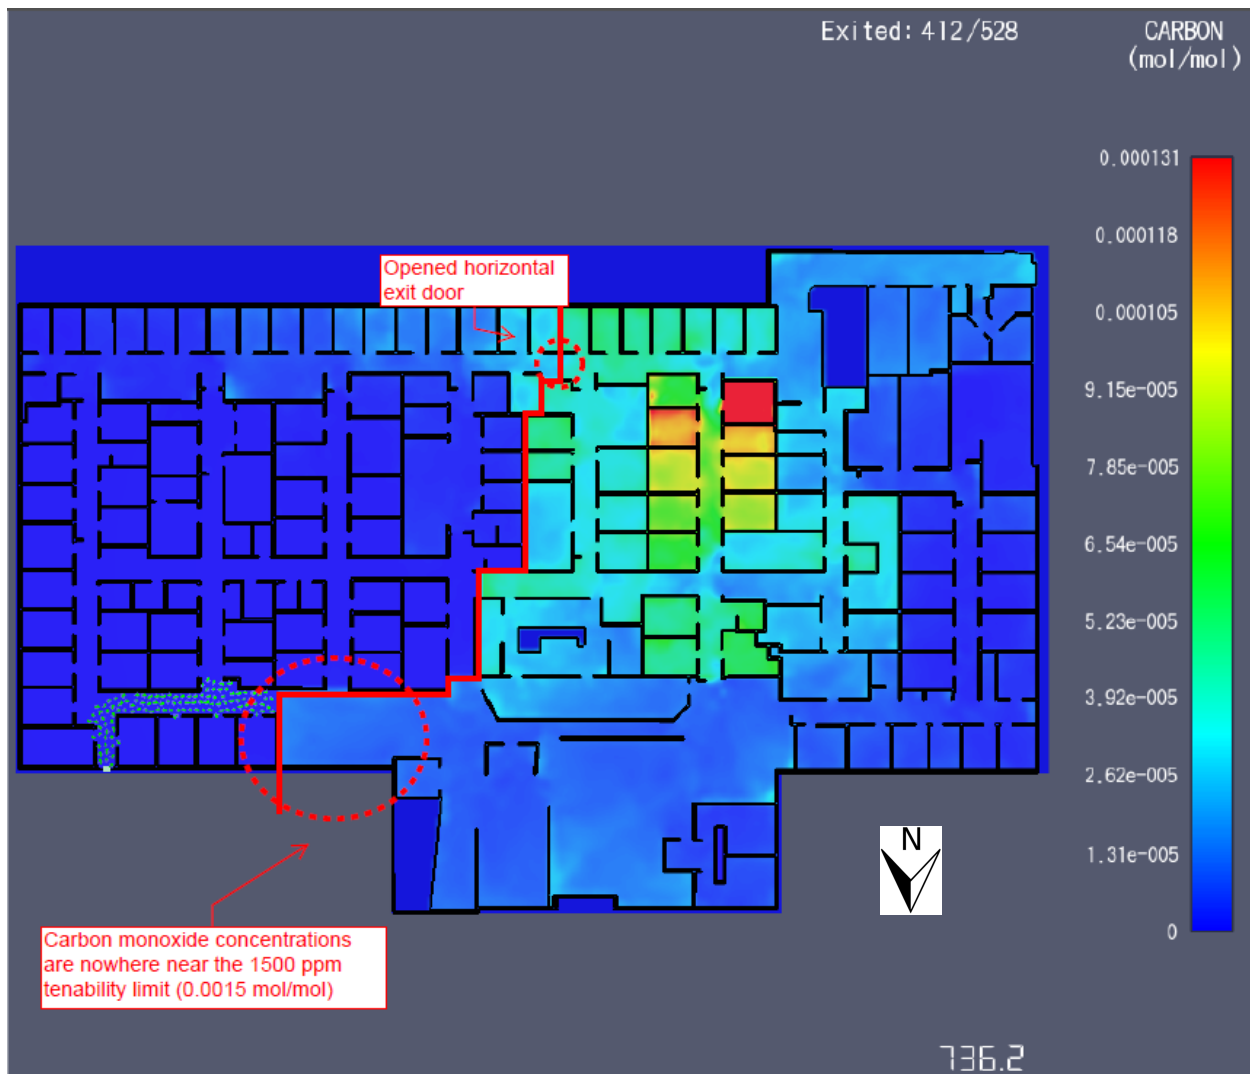 Exited: 412/528
CARBON
(mol/mol)
0.000131
0.000118
0.000105
9.15e-005
7.85e-005
6.54e-005
5.23e-005
3.92e-005
2.62e-005
1.31e-005
0
Opened horizontal
exit door
N
Carbon monoxide concentrations
are nowhere near the 1500 ppm
tenability limit (0.0015 mol/mol)
736.2